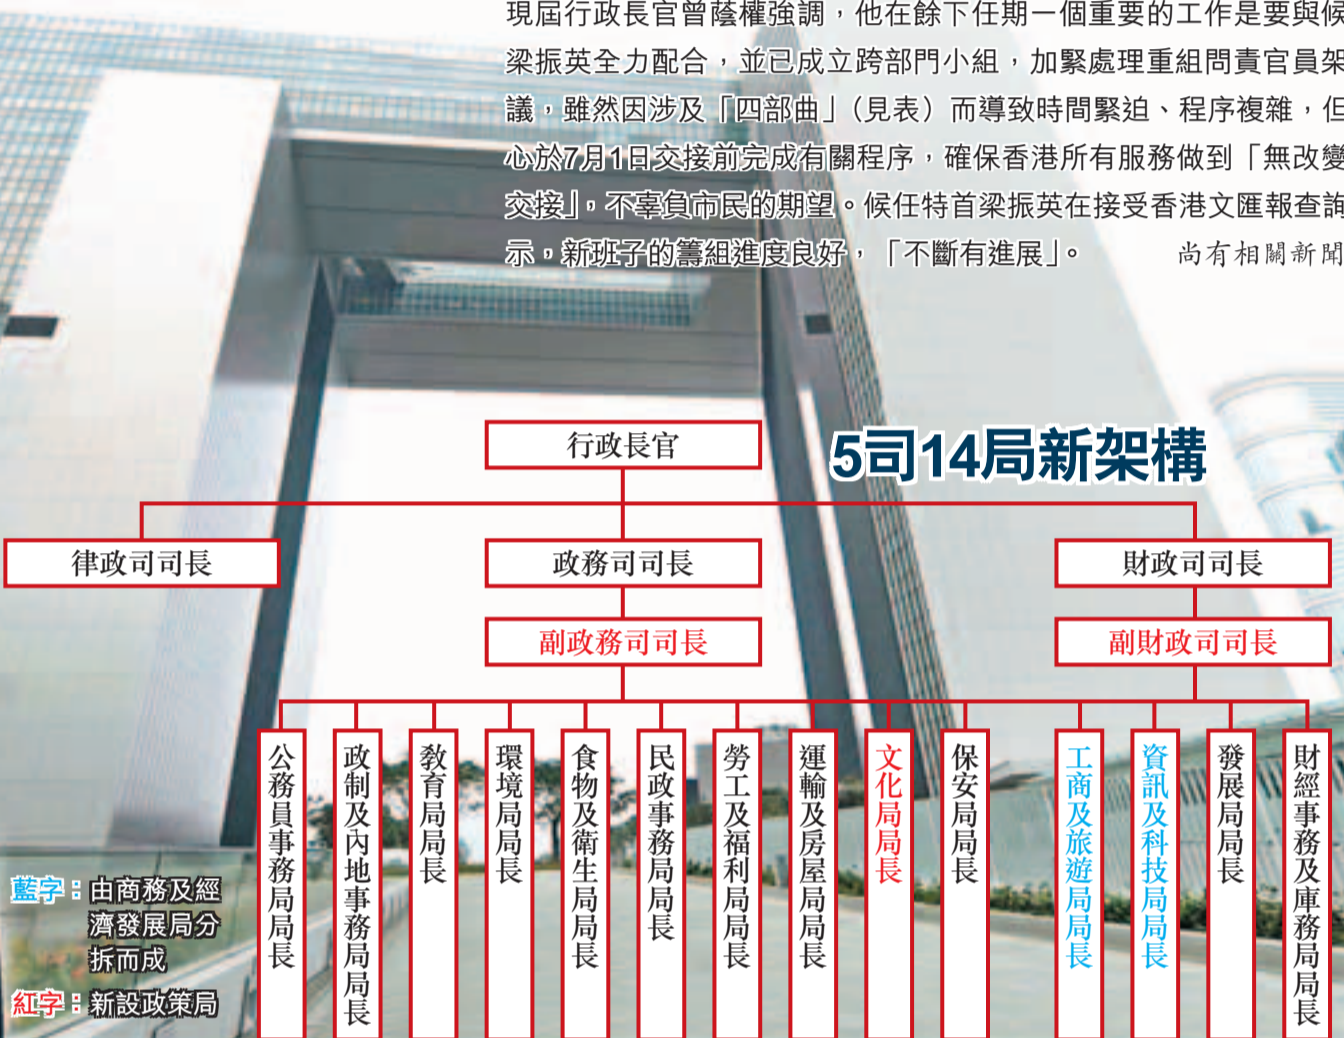 現屆行政長官曾蔭權強調，他在餘下任期一個重要的工作是要與候
梁振英全力配合，並已成立跨部門小組，加緊處理重組問責官員架
議，雖然因涉及「四部曲」（見表）而導致時間緊迫、程序複雜，但
心於7月1日交接前完成有關程序，確保香港所有服務做到「無改變
交接」，不辜負市民的期望。候任特首梁振英在接受香港文匯報查詢
示，新班子的籌組進度良好，「不斷有進展」。 尚有相關新聞
5司14局新架構
行政長官
律政司司長
政務司司長
財政司司長
副政務司司長
副財政司司長
公務員事務局局長
政制及內地事務局局長
教育局局長
環境局局長
食物及衛生局局長
民政事務局局長
勞工及福利局局長
運輸及房屋局局長
文化局局長
保安局局長
工商及旅遊局局長
資訊及科技局局長
發展局局長
財經事務及庫務局局長
藍字：由商務及經
濟發展局分
拆而成
紅字：新設政策局